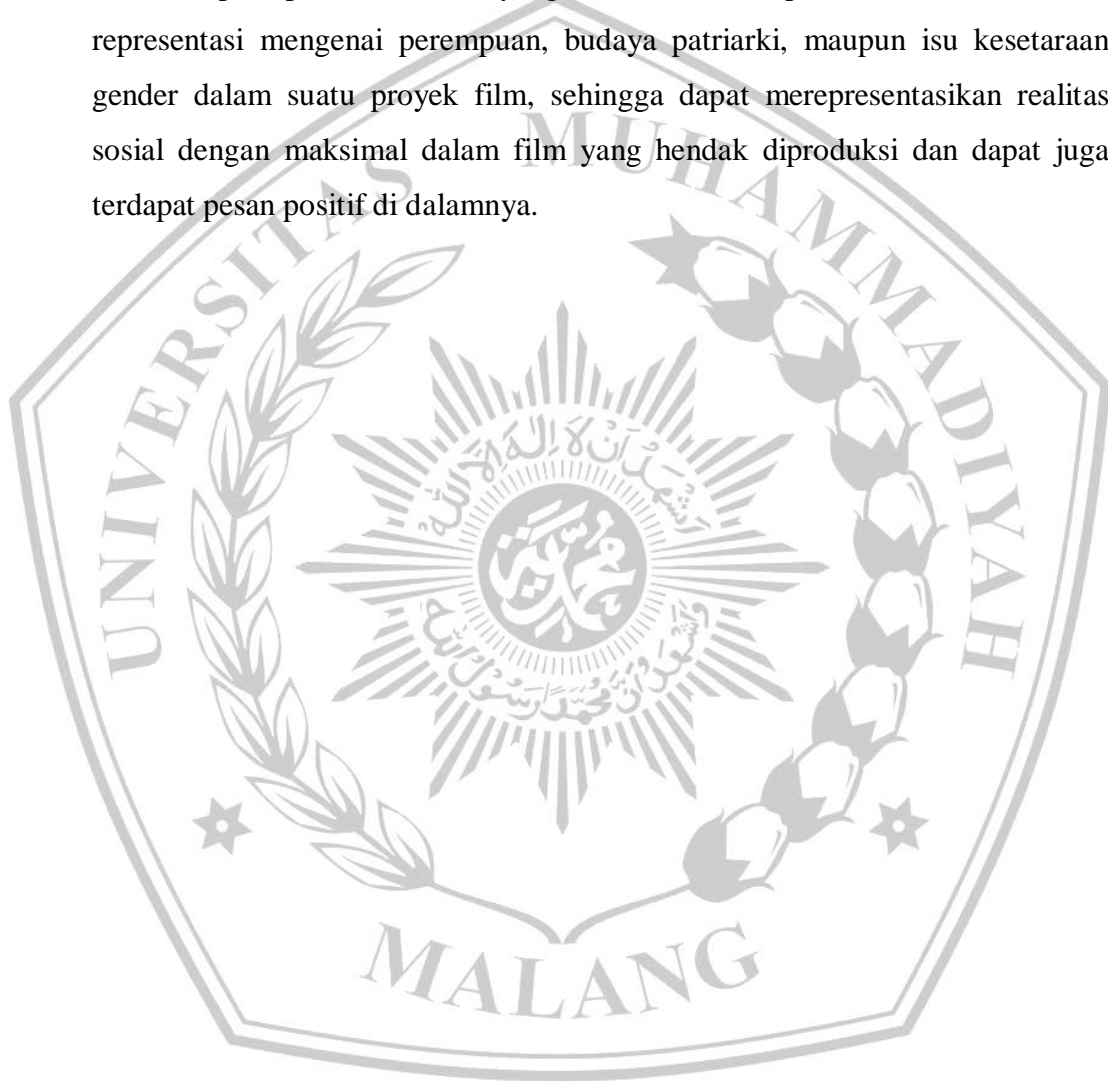 representasi mengenai perempuan, budaya patriarki, maupun isu kesetaraan
gender dalam suatu proyek film, sehingga dapat merepresentasikan realitas
sosial dengan maksimal dalam film yang hendak diproduksi dan dapat juga
terdapat pesan positif di dalamnya.
UNIVERSITAS MUHAMMADIYAH
MALANG